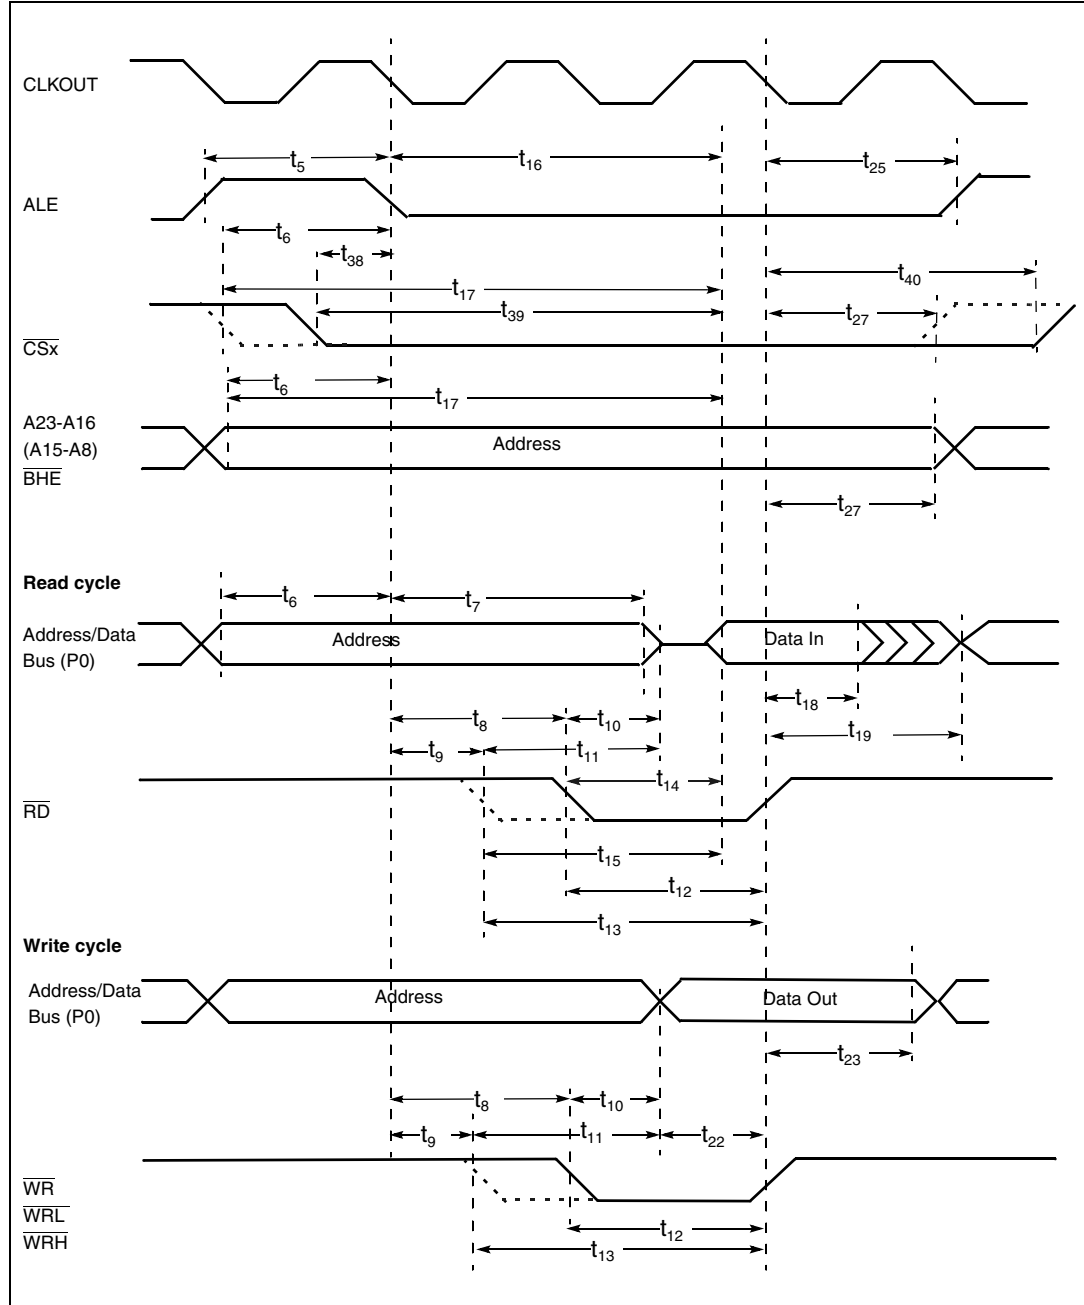 CLKOUT
t5
t16
t25
ALE
t6
t38
t40
t17
t39
t27
CSx
t6
t17
A23-A16
(A15-A8)
BHE
Address
t27
Read cycle
t6
t7
Address/Data
Bus (P0)
Address
Data In
t18
t8
t10
t19
t9
t11
t14
RD
t15
t12
t13
Write cycle
Address/Data
Bus (P0)
Address
Data Out
t23
t8
t10
t9
t11
t22
WR
WRL
WRH
t12
t13